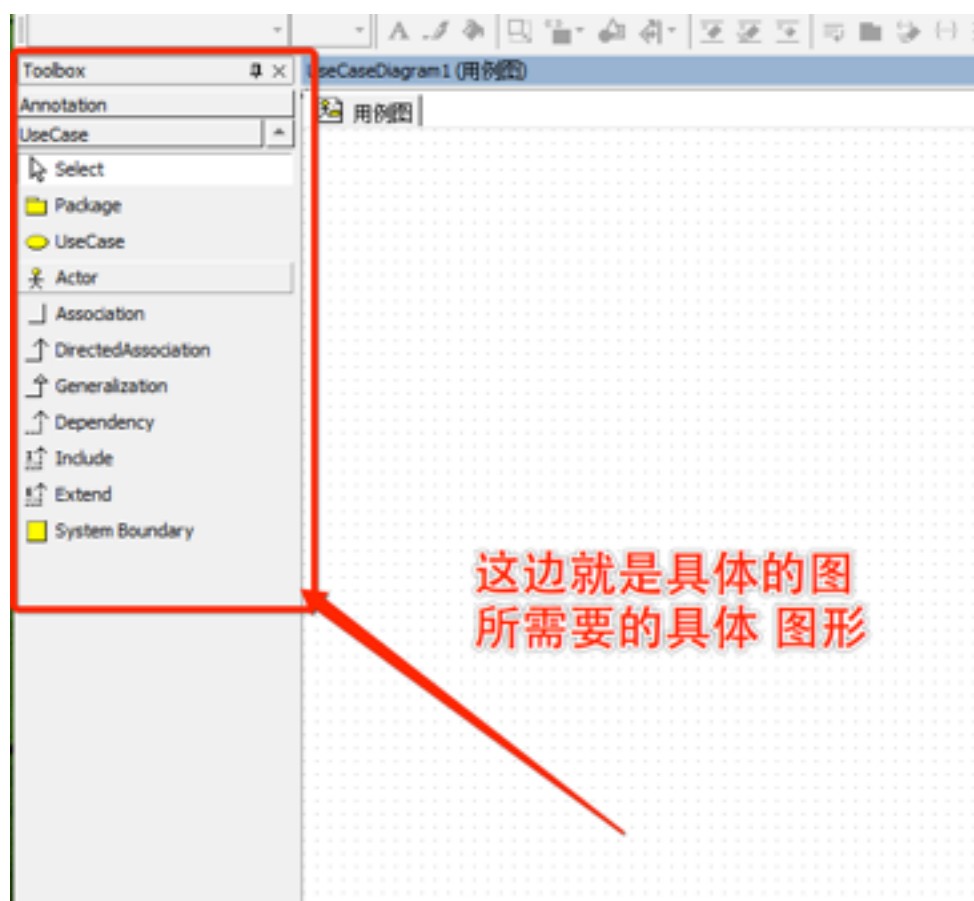 Toolbox
UseCaseDiagram1 (用例图)
Annotation
用例图
UseCase
Select
Package
UseCase
Actor
Association
DirectedAssociation
Generalization
Dependency
Include
Extend
System Boundary
这边就是具体的图
所需要的具体 图形